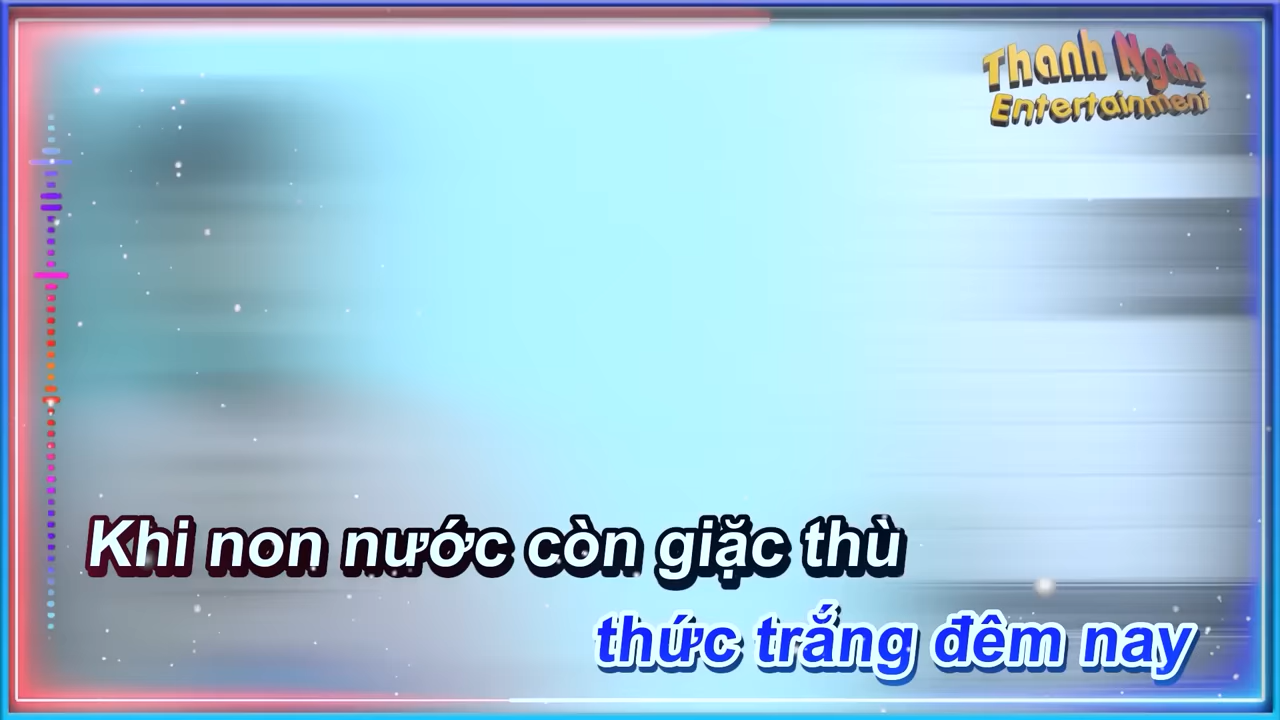 Thanh Ngân
Entertainment
Khi non nước còn giặc thù
thức trắng đêm nay